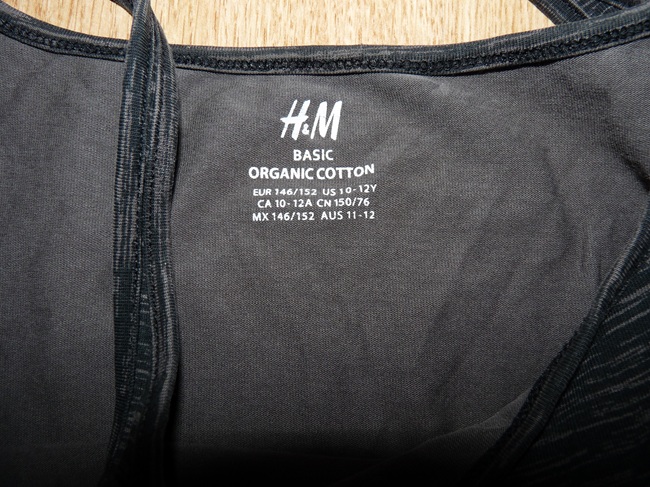 H&M
BASIC
ORGANIC COTTON
EUR 146/152 US 10-12Y
CA 10-12A CN 150/76
MX 146/152 AUS 11-12